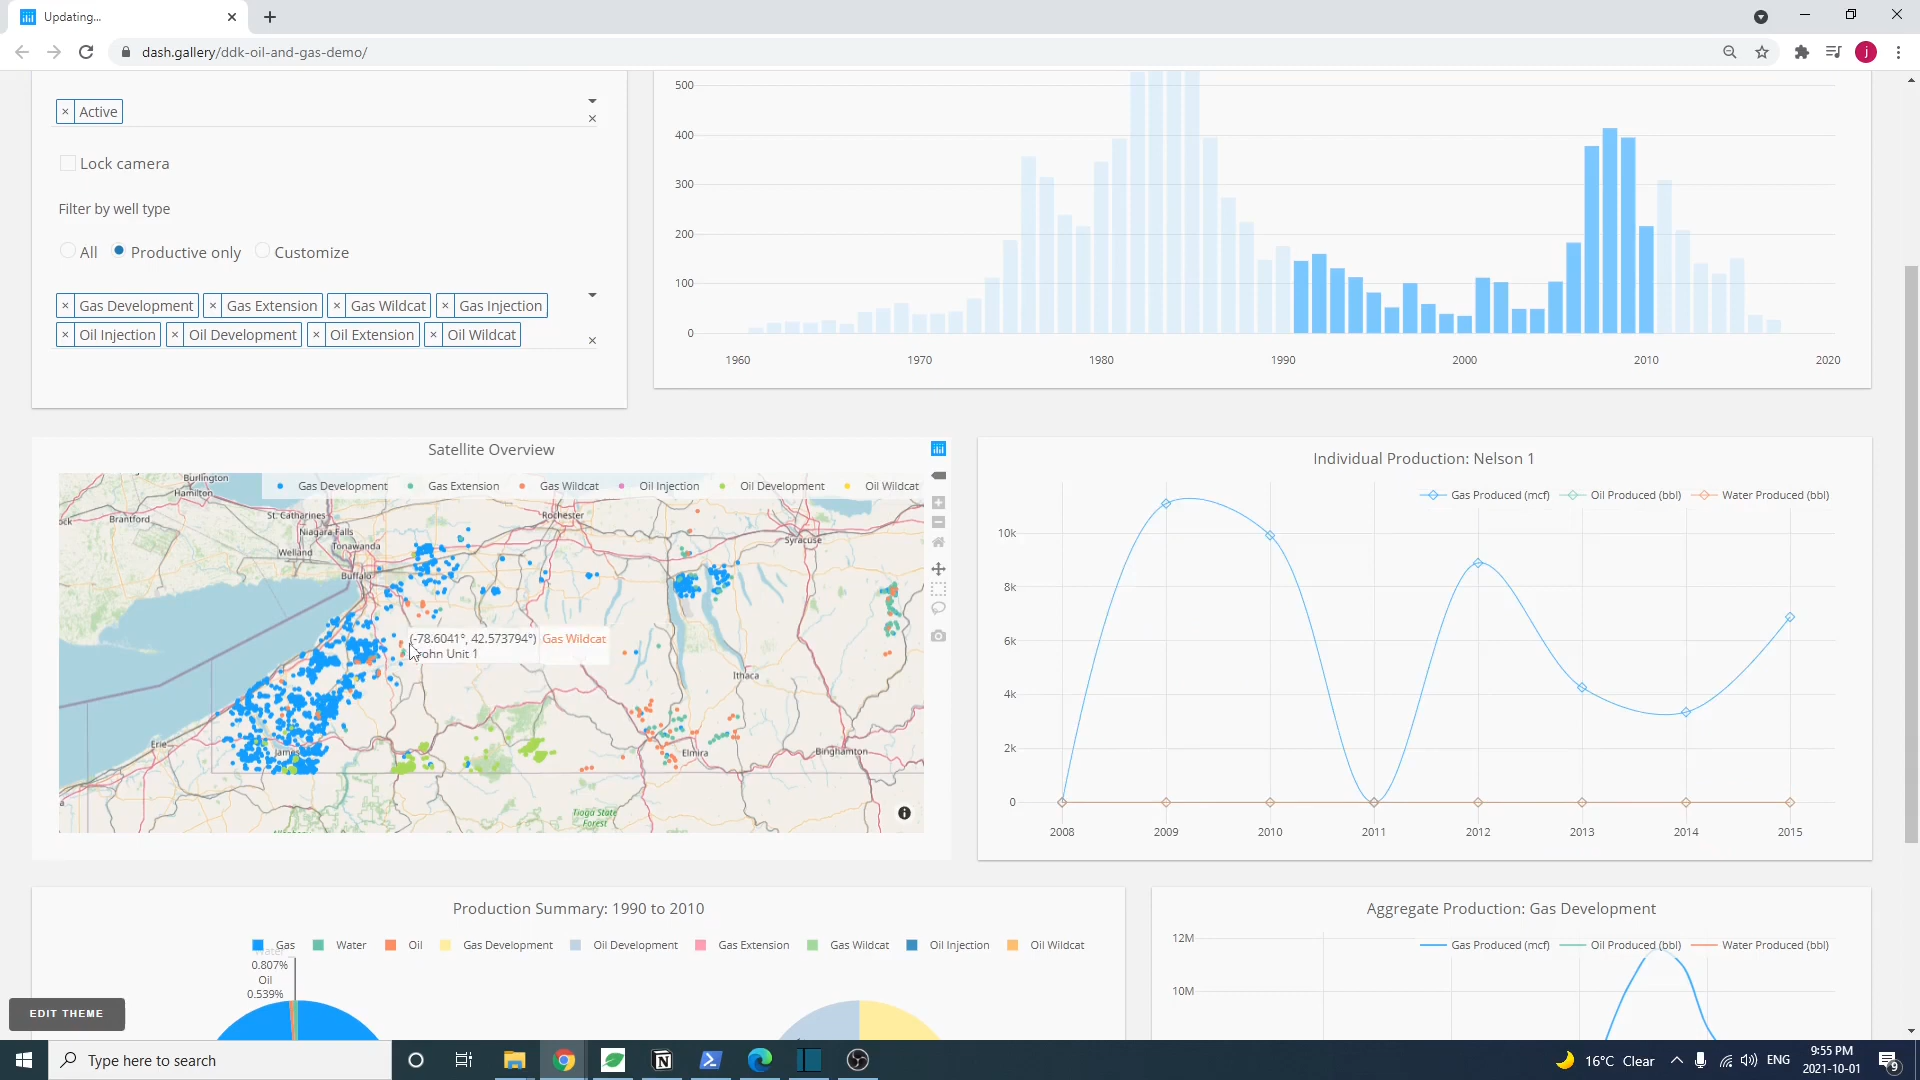 Updating...
dash.gallery/ddk-oil-and-gas-demo/
j
× Active
Lock camera
Filter by well type
All Productive only Customize
× Gas Development × Gas Extension × Gas Wildcat × Gas Injection
× Oil Injection × Oil Development × Oil Extension × Oil Wildcat
500
400
300
200
100
0
1960 1970 1980 1990 2000 2010 2020
Satellite Overview
Gas Development Gas Extension Gas Wildcat Oil Injection Oil Development Oil Wildcat
Burlington
Hamilton
Brantford
St. Catharines
Niagara Falls
Welland
Tonawanda
Buffalo
Rochester
Syracuse
(-78.6041°, 42.573794°) Gas Wildcat
John Unit 1
Ithaca
Erie
James
Elmira
Binghamton
Tioga State
Forest
Individual Production: Nelson 1
Gas Produced (mcf) Oil Produced (bbl) Water Produced (bbl)
10k
8k
6k
4k
2k
0
2008 2009 2010 2011 2012 2013 2014 2015
Production Summary: 1990 to 2010
Gas Water Oil Gas Development Oil Development Gas Extension Gas Wildcat Oil Injection Oil Wildcat
Water
0.807%
Oil
0.539%
Aggregate Production: Gas Development
Gas Produced (mcf) Oil Produced (bbl) Water Produced (bbl)
12M
10M
EDIT THEME
Type here to search
16°C Clear
ENG
9:55 PM
2021-10-01
9